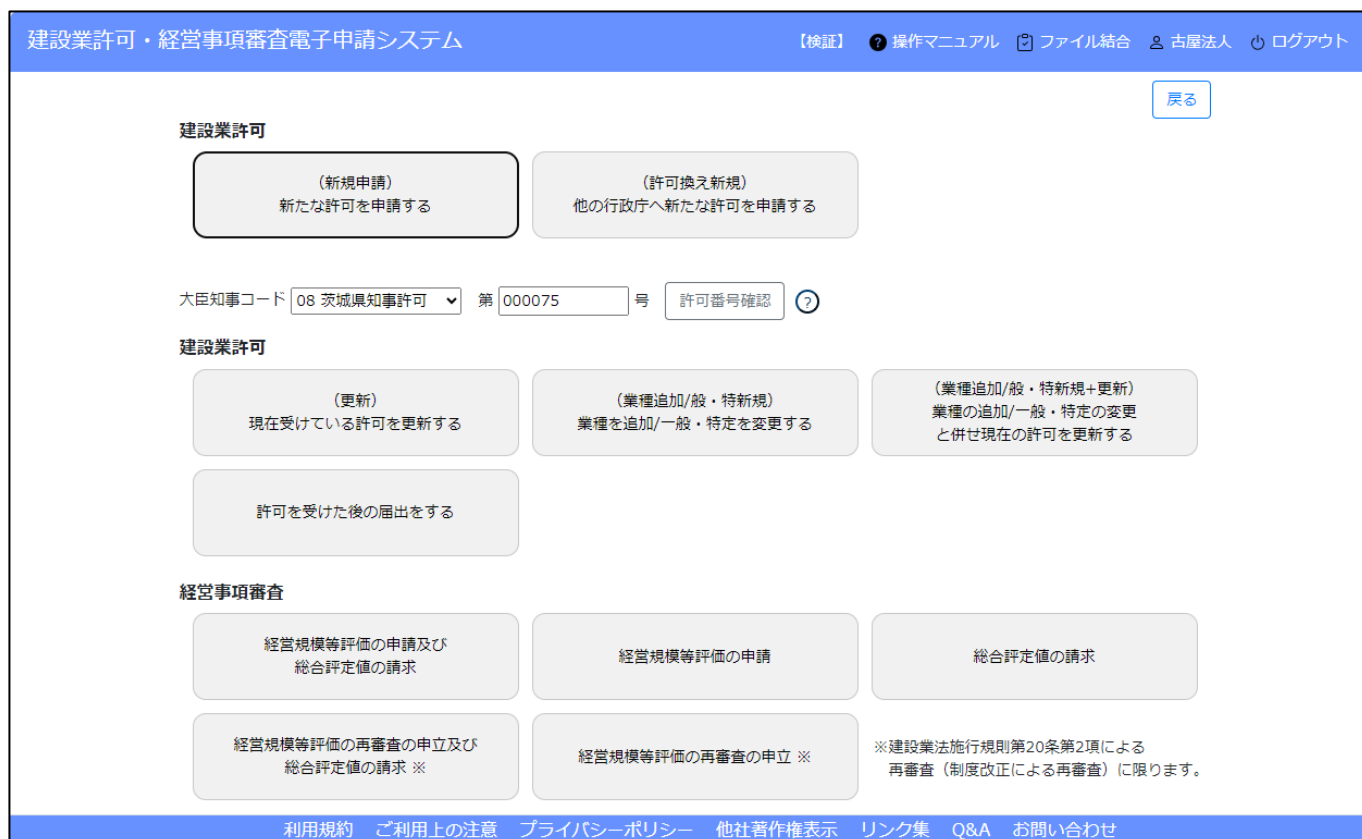 建設業許可・経営事項審査電子申請システム
【検証】 ? 操作マニュアル ファイル結合 古屋法人 ログアウト
戻る
建設業許可
（新規申請）
新たな許可を申請する
（許可換え新規）
他の行政庁へ新たな許可を申請する
大臣知事コード 08 茨城県知事許可 第 000075 号 許可番号確認 ?
建設業許可
（更新）
現在受けている許可を更新する
（業種追加/般・特新規）
業種を追加/一般・特定を変更する
（業種追加/般・特新規+更新）
業種の追加/一般・特定の変更
と併せ現在の許可を更新する
許可を受けた後の届出をする
経営事項審査
経営規模等評価の申請及び
総合評定値の請求
経営規模等評価の申請
総合評定値の請求
経営規模等評価の再審査の申立及び
総合評定値の請求 ※
経営規模等評価の再審査の申立 ※
※建設業法施行規則第20条第2項による
再審査（制度改正による再審査）に限ります。
利用規約 ご利用上の注意 プライバシーポリシー 他社著作権表示 リンク集 Q&A お問い合わせ